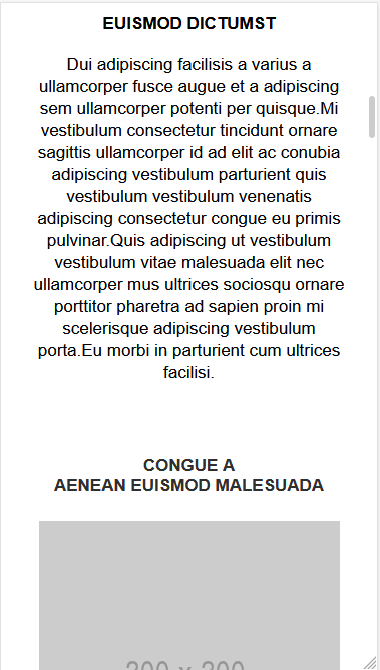 EUISMOD DICTUMST
Dui adipiscing facilisis a varius a
ullamcorper fusce augue et a adipiscing
sem ullamcorper potenti per quisque.Mi
vestibulum consectetur tincidunt ornare
sagittis ullamcorper id ad elit ac conubia
adipiscing vestibulum parturient quis
vestibulum vestibulum venenatis
adipiscing consectetur congue eu primis
pulvinar.Quis adipiscing ut vestibulum
vestibulum vitae malesuada elit nec
ullamcorper mus ultrices sociosqu ornare
porttitor pharetra ad sapien proin mi
scelerisque adipiscing vestibulum
porta.Eu morbi in parturient cum ultrices
facilisi.
CONGUE A
AENEAN EUISMOD MALESUADA